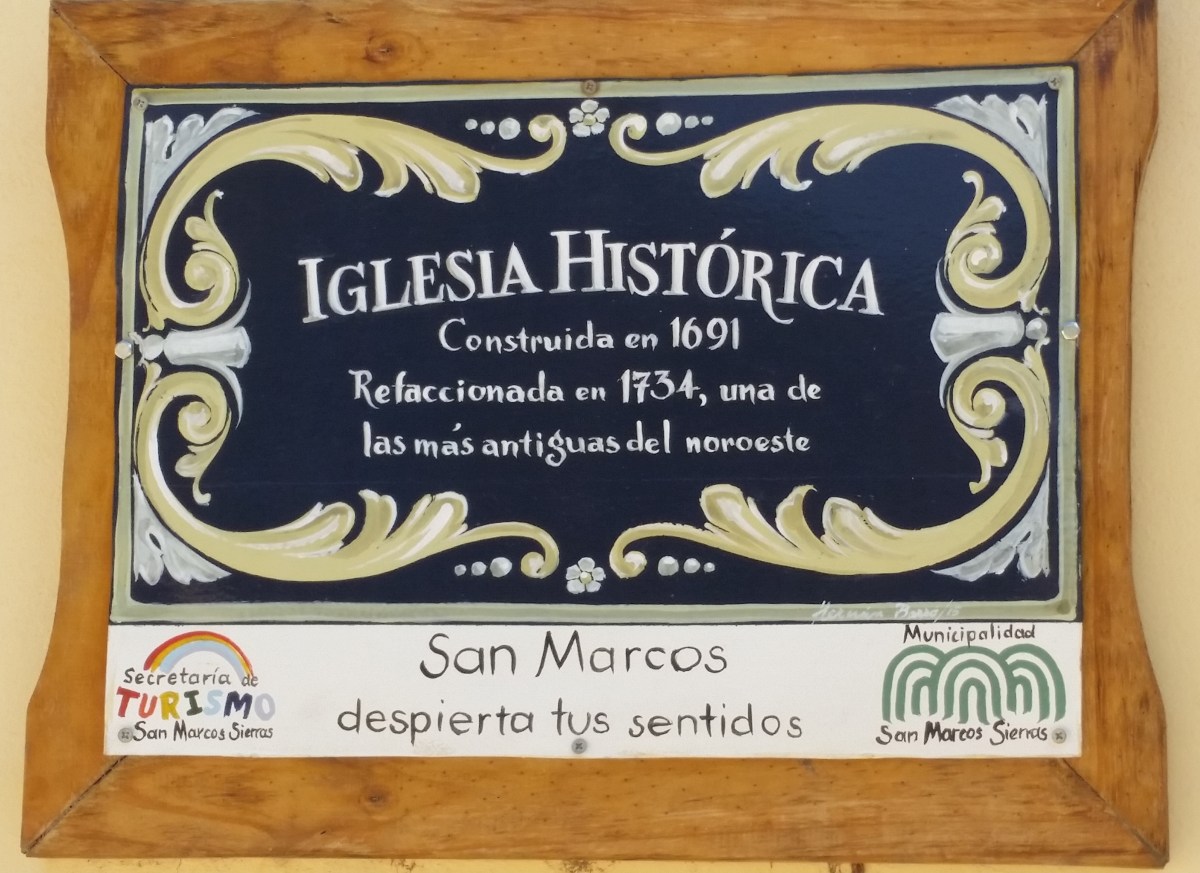 IGLESIA HISTÓRICA
Construida en 1691
Refaccionada en 1734, una de
las más antiguas del noroeste
San Marcos
despierta tus sentidos
Secretaría de
TURISMO
San Marcos Sierras
Municipalidad
San Marcos Sierras